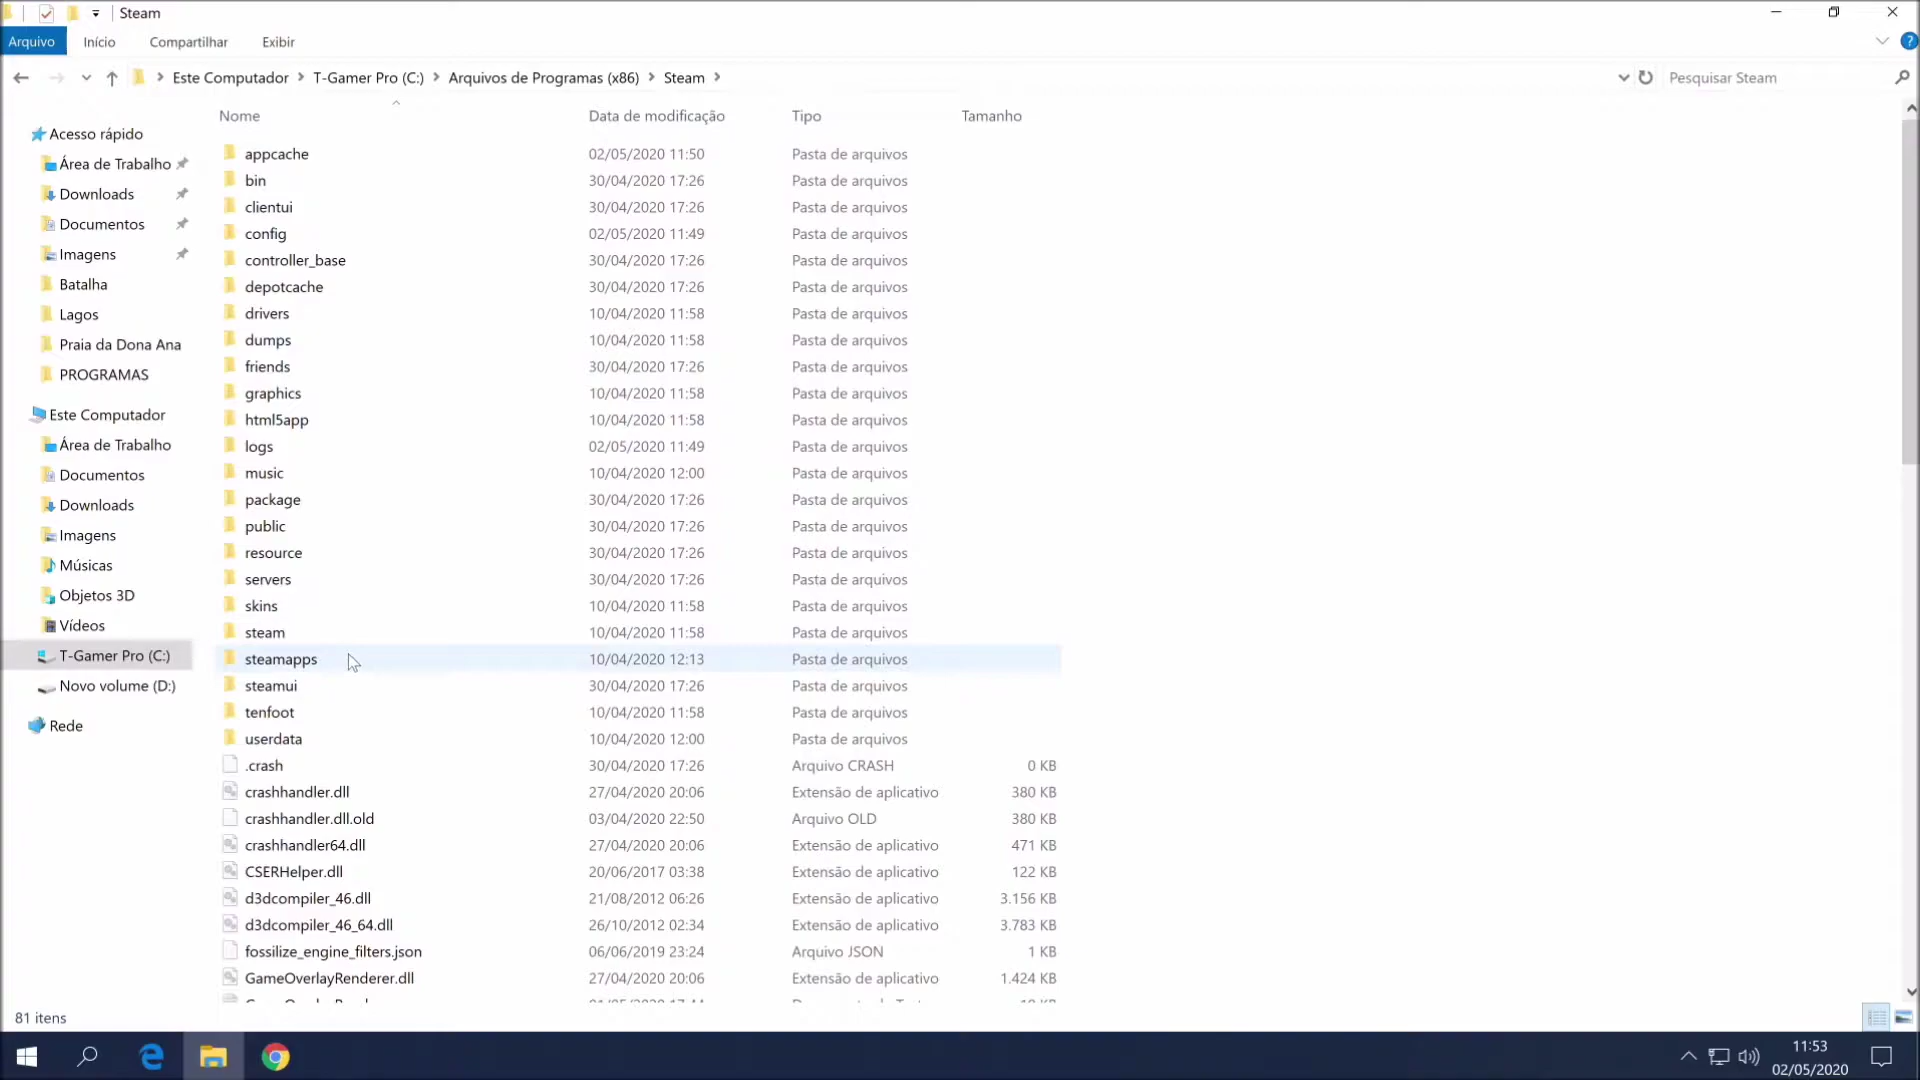 Steam
Arquivo Início Compartilhar Exibir
Este Computador > T-Gamer Pro (C:) > Arquivos de Programas (x86) > Steam >
Pesquisar Steam
Acesso rápido
Área de Trabalho
Downloads
Documentos
Imagens
Batalha
Lagos
Praia da Dona Ana
PROGRAMAS
Este Computador
Área de Trabalho
Documentos
Downloads
Imagens
Músicas
Objetos 3D
Vídeos
T-Gamer Pro (C:)
Novo volume (D:)
Rede
Nome Data de modificação Tipo Tamanho
appcache 02/05/2020 11:50 Pasta de arquivos
bin 30/04/2020 17:26 Pasta de arquivos
clientui 30/04/2020 17:26 Pasta de arquivos
config 02/05/2020 11:49 Pasta de arquivos
controller_base 30/04/2020 17:26 Pasta de arquivos
depotcache 30/04/2020 17:26 Pasta de arquivos
drivers 10/04/2020 11:58 Pasta de arquivos
dumps 10/04/2020 11:58 Pasta de arquivos
friends 30/04/2020 17:26 Pasta de arquivos
graphics 10/04/2020 11:58 Pasta de arquivos
html5app 10/04/2020 11:58 Pasta de arquivos
logs 02/05/2020 11:49 Pasta de arquivos
music 10/04/2020 12:00 Pasta de arquivos
package 30/04/2020 17:26 Pasta de arquivos
public 30/04/2020 17:26 Pasta de arquivos
resource 30/04/2020 17:26 Pasta de arquivos
servers 30/04/2020 17:26 Pasta de arquivos
skins 10/04/2020 11:58 Pasta de arquivos
steam 10/04/2020 11:58 Pasta de arquivos
steamapps 10/04/2020 12:13 Pasta de arquivos
steamui 30/04/2020 17:26 Pasta de arquivos
tenfoot 10/04/2020 11:58 Pasta de arquivos
userdata 10/04/2020 12:00 Pasta de arquivos
.crash 30/04/2020 17:26 Arquivo CRASH 0 KB
crashhandler.dll 27/04/2020 20:06 Extensão de aplicativo 380 KB
crashhandler.dll.old 03/04/2020 22:50 Arquivo OLD 380 KB
crashhandler64.dll 27/04/2020 20:06 Extensão de aplicativo 471 KB
CSERHelper.dll 20/06/2017 03:38 Extensão de aplicativo 122 KB
d3dcompiler_46.dll 21/08/2012 06:26 Extensão de aplicativo 3.156 KB
d3dcompiler_46_64.dll 26/10/2012 02:34 Extensão de aplicativo 3.783 KB
fossilize_engine_filters.json 06/06/2019 23:24 Arquivo JSON 1 KB
GameOverlayRenderer.dll 27/04/2020 20:06 Extensão de aplicativo 1.424 KB
81 itens
11:53
02/05/2020